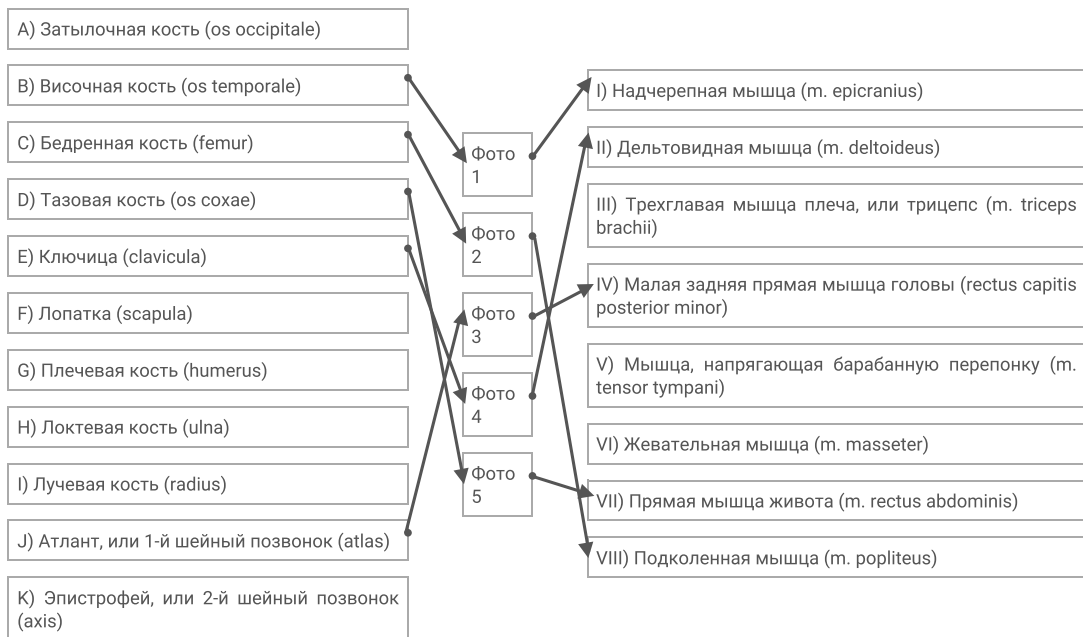 A) Затылочная кость (os occipitale)
B) Височная кость (os temporale)
C) Бедренная кость (femur)
D) Тазовая кость (os coxae)
E) Ключица (clavicula)
F) Лопатка (scapula)
G) Плечевая кость (humerus)
H) Локтевая кость (ulna)
I) Лучевая кость (radius)
J) Атлант, или 1-й шейный позвонок (atlas)
K) Эпистрофей, или 2-й шейный позвонок
(axis)
Фото
1
Фото
2
Фото
3
Фото
4
Фото
5
I) Надчерепная мышца (m. epicranius)
II) Дельтовидная мышца (m. deltoideus)
III) Трехглавая мышца плеча, или трицепс (m. triceps
brachii)
IV) Малая задняя прямая мышца головы (rectus capitis
posterior minor)
V) Мышца, напрягающая барабанную перепонку (m.
tensor tympani)
VI) Жевательная мышца (m. masseter)
VII) Прямая мышца живота (m. rectus abdominis)
VIII) Подколенная мышца (m. popliteus)